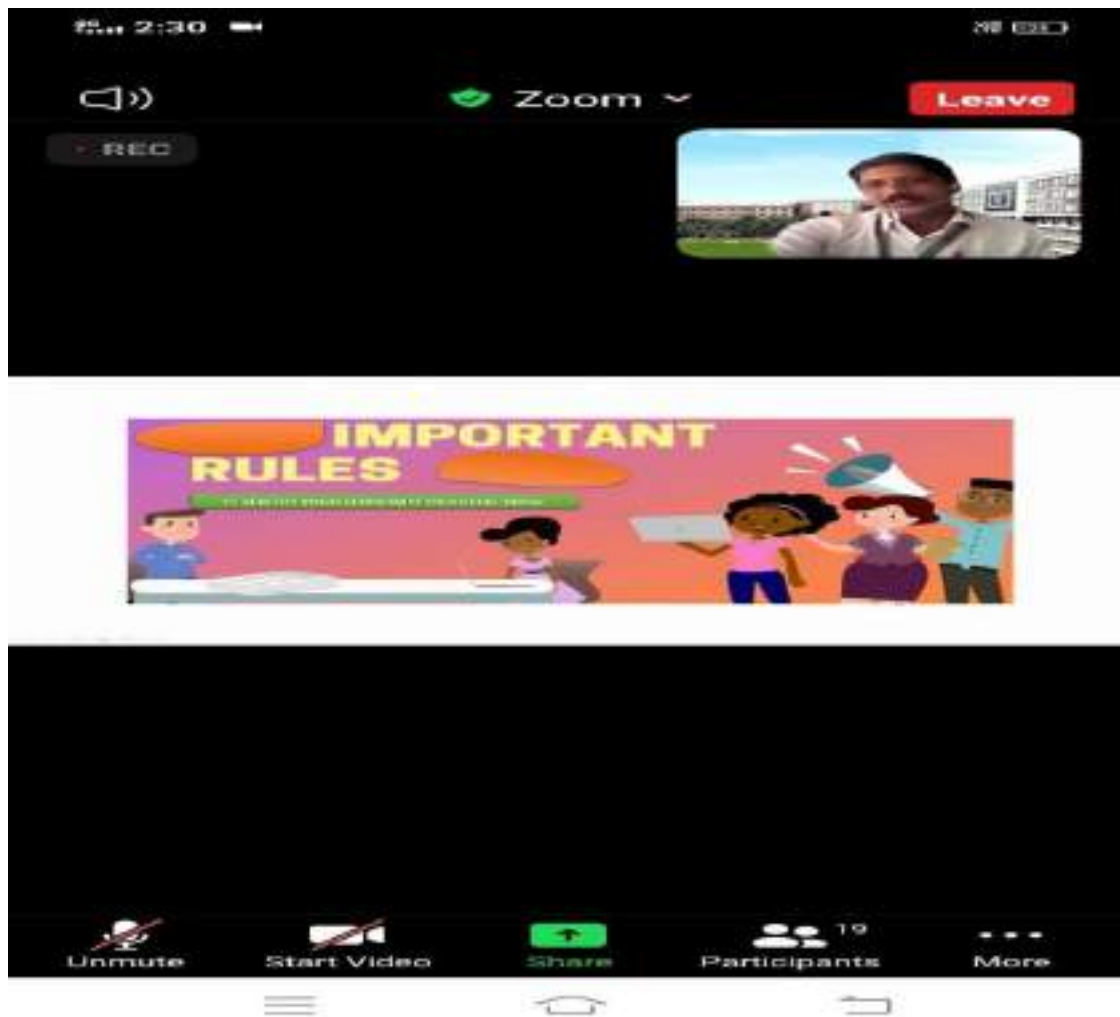 2:30
Zoom
Leave
REC
IMPORTANT
RULES
19
Unmute
Start Video
Share
Participants
More